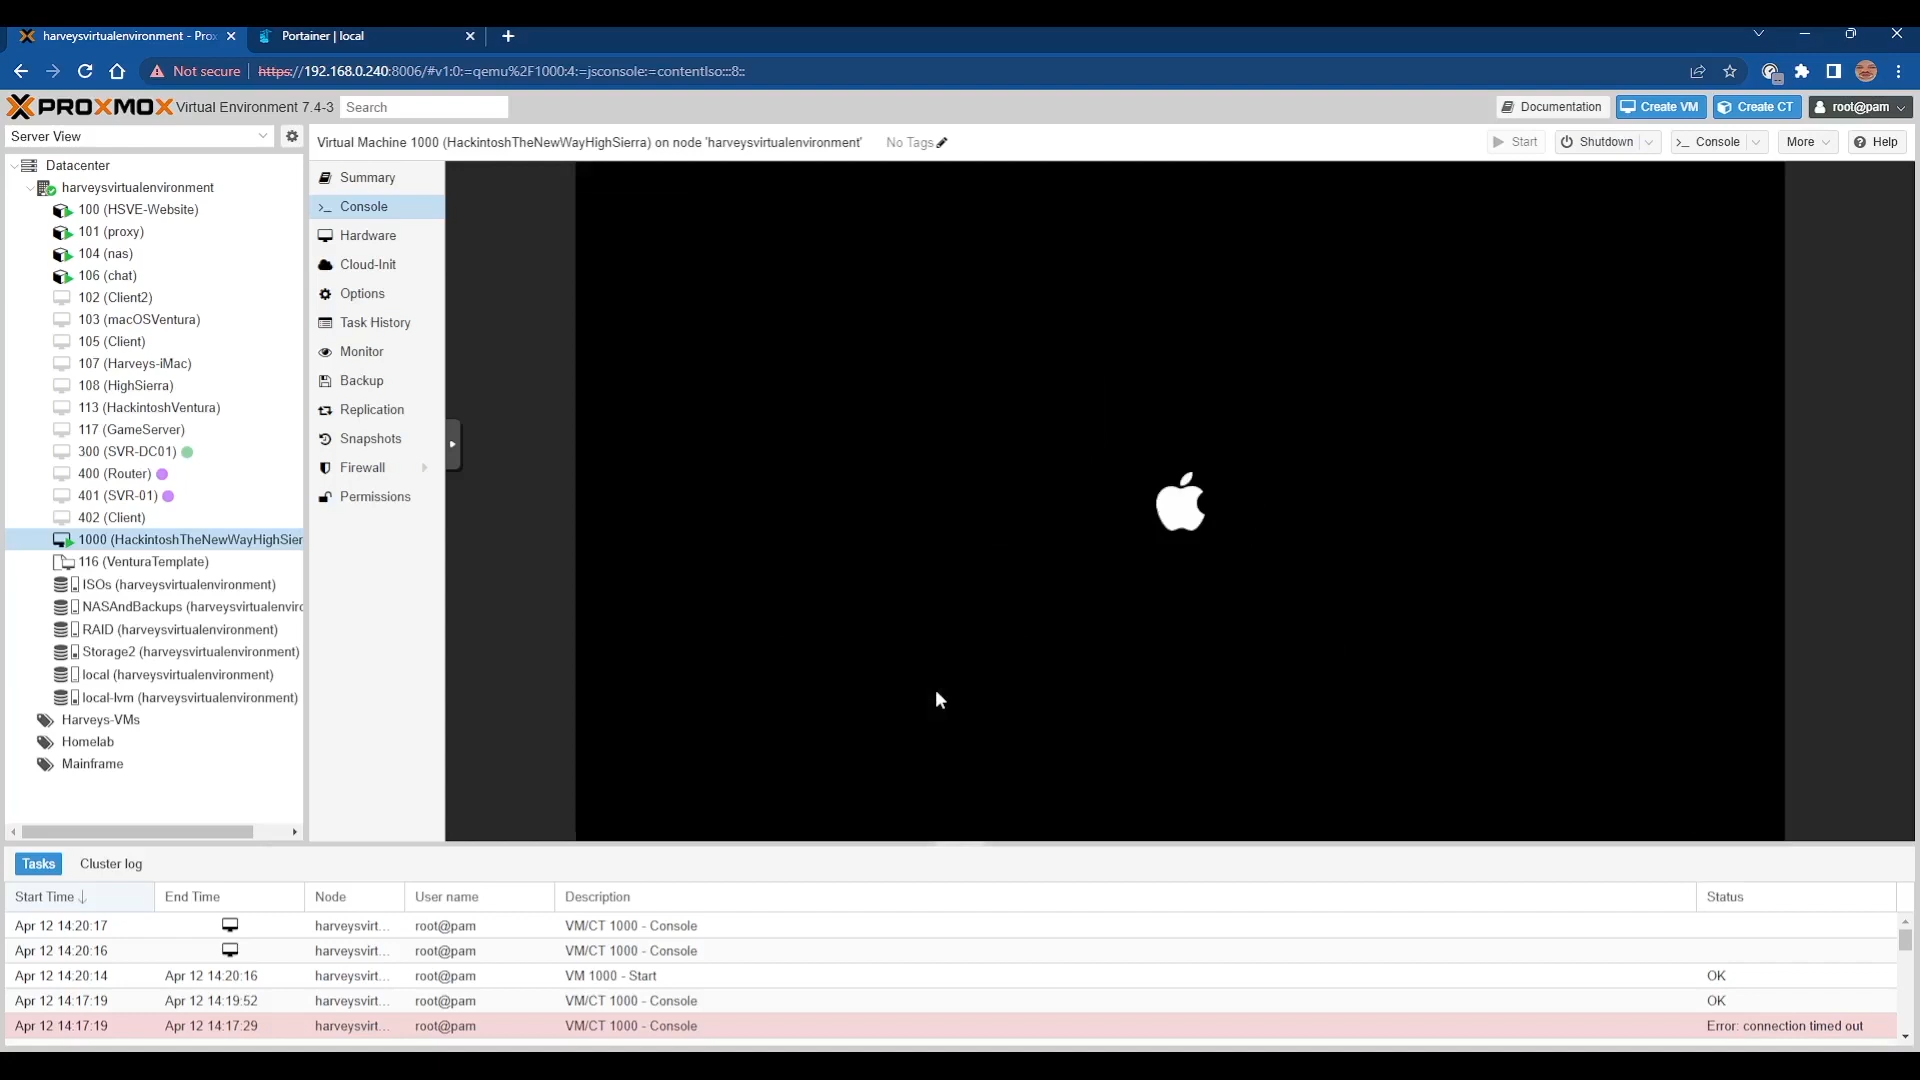 harveysvirtualenvironment - Prox
Portainer | local
Not secure
https://192.168.0.240:8006/#v1:0:=qemu%2F1000:4:=jsconsole:=contentIso:::8::
PROXMOX Virtual Environment 7.4-3
Search
Documentation
Create VM
Create CT
root@pam
Server View
Virtual Machine 1000 (HackintoshTheNewWayHighSierra) on node 'harveysvirtualenvironment'
No Tags
Start
Shutdown
Console
More
Help
Datacenter
harveysvirtualenvironment
100 (HSVE-Website)
101 (proxy)
104 (nas)
106 (chat)
102 (Client2)
103 (macOSVentura)
105 (Client)
107 (Harveys-iMac)
108 (HighSierra)
113 (HackintoshVentura)
117 (GameServer)
300 (SVR-DC01)
400 (Router)
401 (SVR-01)
402 (Client)
1000 (HackintoshTheNewWayHighSier
116 (VenturaTemplate)
ISOs (harveysvirtualenvironment)
NASAndBackups (harveysvirtualenviro
RAID (harveysvirtualenvironment)
Storage2 (harveysvirtualenvironment)
local (harveysvirtualenvironment)
local-lvm (harveysvirtualenvironment)
Harveys-VMs
Homelab
Mainframe
Summary
Console
Hardware
Cloud-Init
Options
Task History
Monitor
Backup
Replication
Snapshots
Firewall
Permissions
Tasks
Cluster log
Start Time
End Time
Node
User name
Description
Status
Apr 12 14:20:17 harveysvirt... root@pam VM/CT 1000 - Console
Apr 12 14:20:16 harveysvirt... root@pam VM/CT 1000 - Console
Apr 12 14:20:14 Apr 12 14:20:16 harveysvirt... root@pam VM 1000 - Start OK
Apr 12 14:17:19 Apr 12 14:19:52 harveysvirt... root@pam VM/CT 1000 - Console OK
Apr 12 14:17:19 Apr 12 14:17:29 harveysvirt... root@pam VM/CT 1000 - Console Error: connection timed out